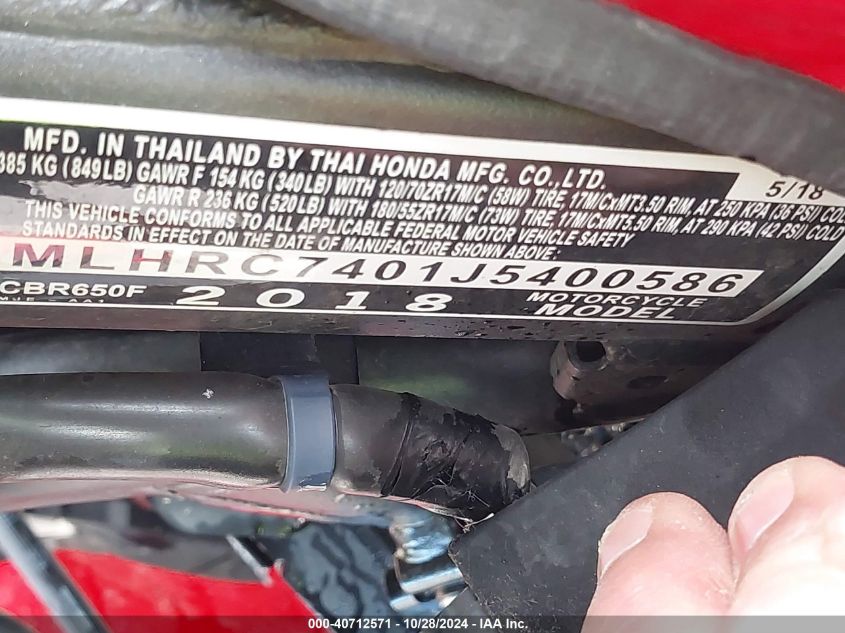 MFD. IN THAILAND BY THAI HONDA MFG. CO.,LTD.
5/18
385 KG (849LB) GAWR F 154 KG (340LB) WITH 120/70ZR17M/C (58W) TIRE, 17M/CxMT3.50 RIM, AT 250 KPA (36 PSI) COLD
GAWR R 236 KG (520LB) WITH 180/55ZR17M/C (73W) TIRE, 17M/CxMT5.50 RIM, AT 290 KPA (42 PSI) COLD
THIS VEHICLE CONFORMS TO ALL APPLICABLE FEDERAL MOTOR VEHICLE SAFETY
STANDARDS IN EFFECT ON THE DATE OF MANUFACTURE SHOWN ABOVE:
MLHRC7401J5400586
CBR650F 2018 MOTORCYCLE
MODEL
000-40712571 - 10/28/2024 - IAA Inc.